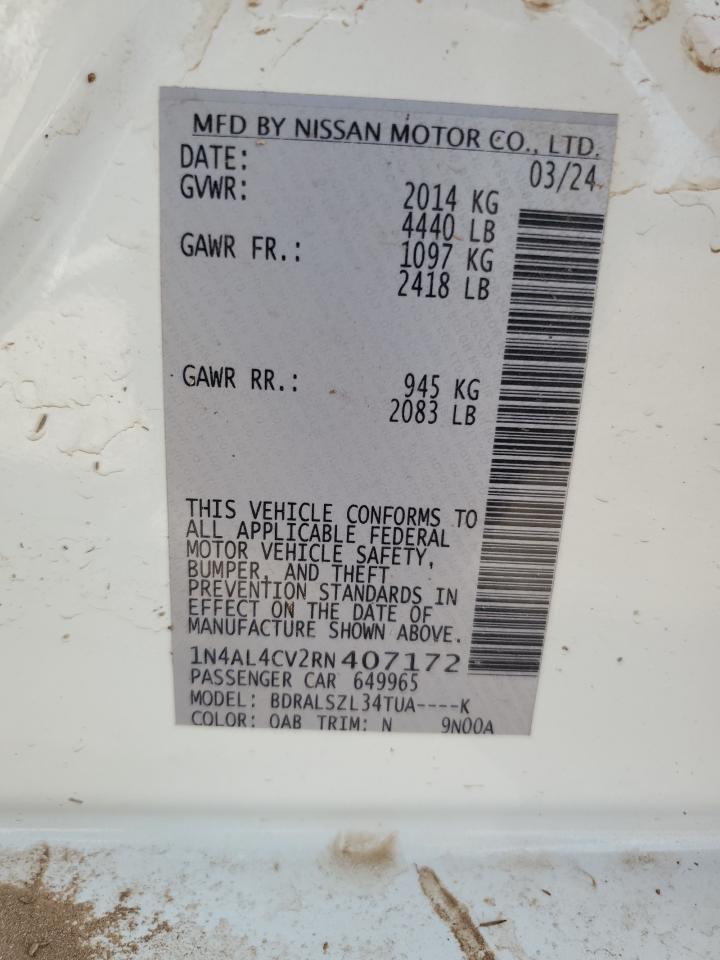 MFD BY NISSAN MOTOR CO., LTD.
DATE: 03/24
GVWR: 2014 KG
4440 LB
GAWR FR.: 1097 KG
2418 LB
GAWR RR.: 945 KG
2083 LB
THIS VEHICLE CONFORMS TO
ALL APPLICABLE FEDERAL
MOTOR VEHICLE SAFETY,
BUMPER, AND THEFT
PREVENTION STANDARDS IN
EFFECT ON THE DATE OF
MANUFACTURE SHOWN ABOVE.
1N4AL4CV2RN 407172
PASSENGER CAR 649965
MODEL: BDRALSZL34TUA----K
COLOR: OAB TRIM: N 9N00A